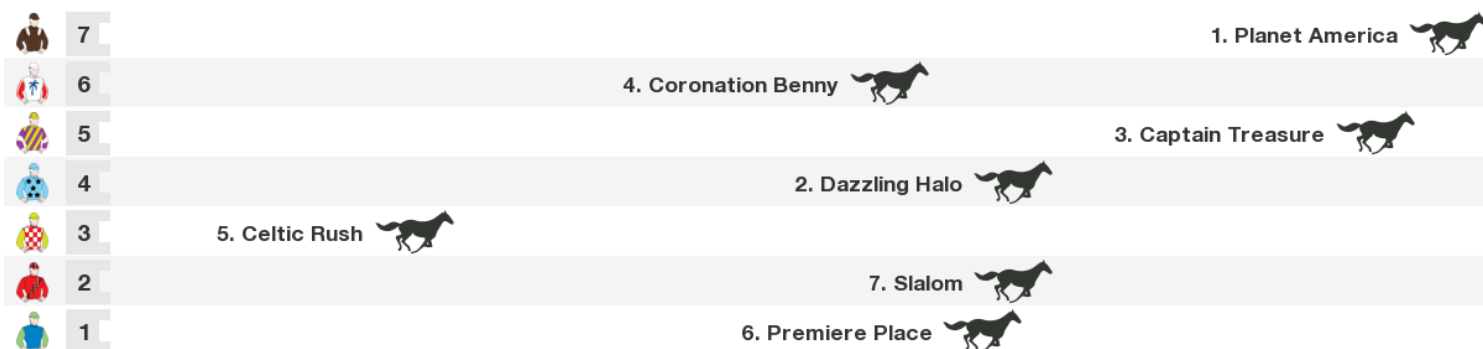 7 1. Planet America
6 4. Coronation Benny
5 3. Captain Treasure
4 2. Dazzling Halo
3 5. Celtic Rush
2 7. Slalom
1 6. Premiere Place